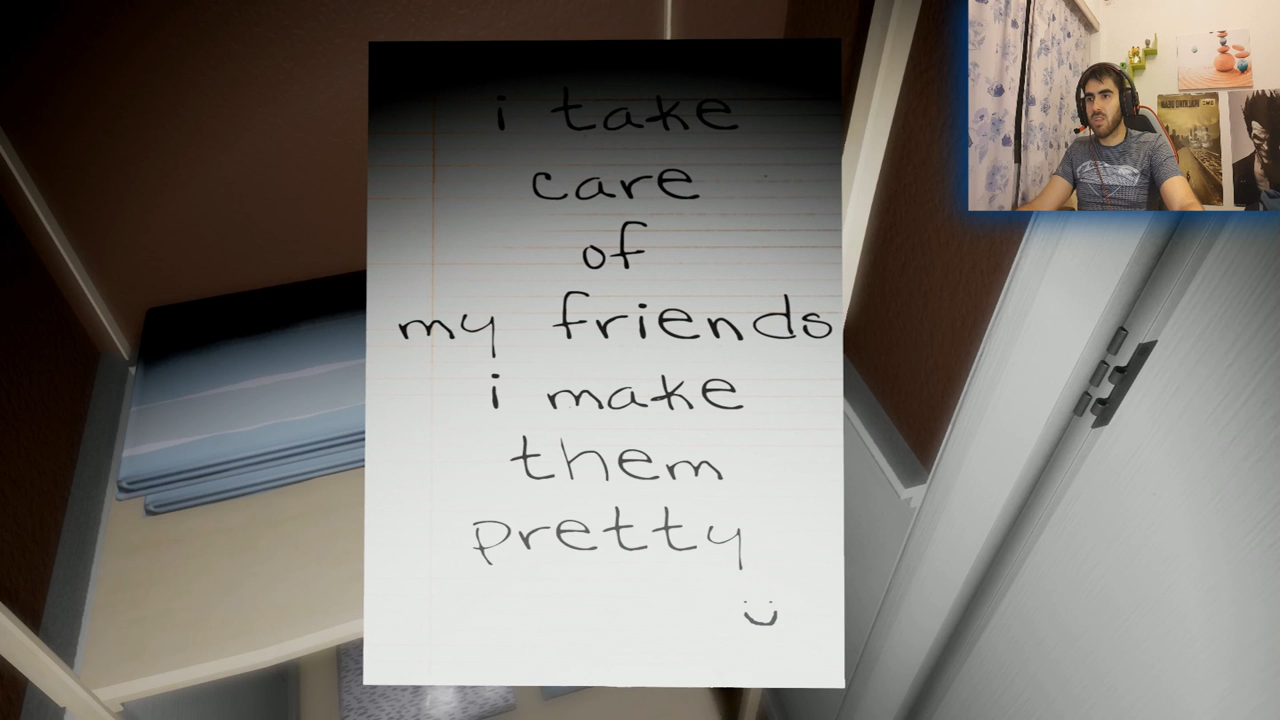 i take
care
of
my friends
i make
them
pretty